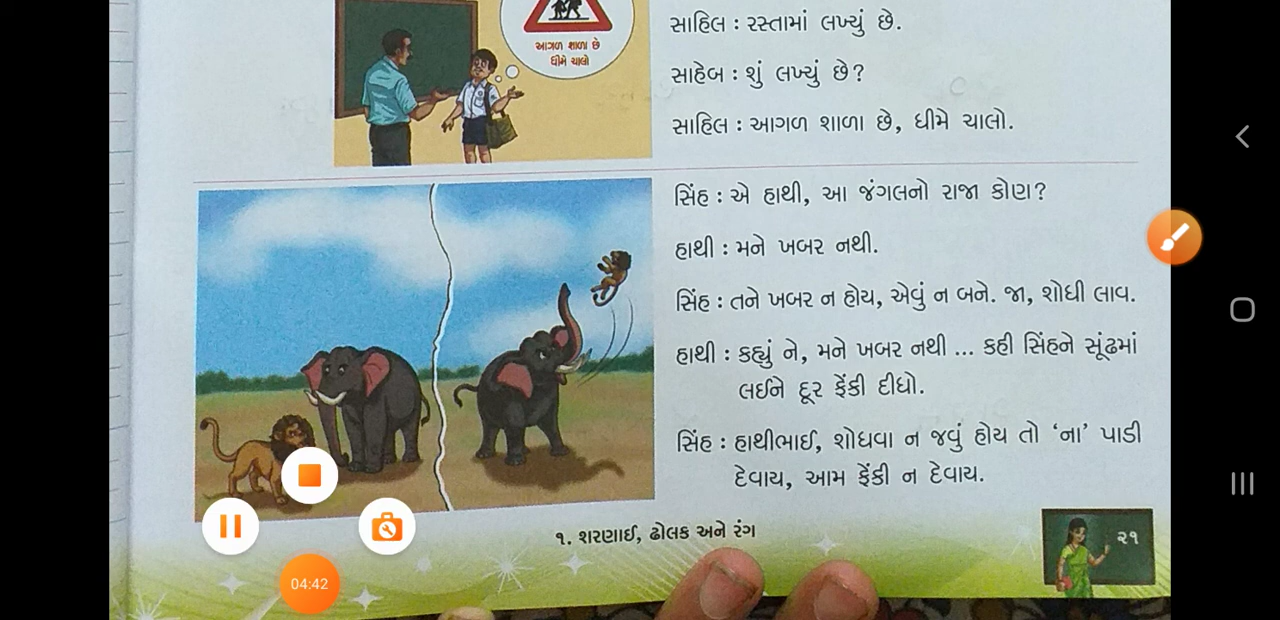 આગળ શાળા છે
ધીમે ચાલો
સાહિલ : રસ્તામાં લખ્યું છે.
સાહેબ : શું લખ્યું છે?
સાહિલ : આગળ શાળા છે, ધીમે ચાલો.
સિંહ : એ હાથી, આ જંગલનો રાજા કોણ?
હાથી : મને ખબર નથી.
સિંહ : તને ખબર ન હોય, એવું ન બને. જા, શોધી લાવ.
હાથી : કહ્યું ને, મને ખબર નથી ... કહી સિંહને સૂંઢમાં
લઈને દૂર ફેંકી દીધો.
સિંહ : હાથીભાઈ, શોધવા ન જવું હોય તો ‘ના’ પાડી
દેવાય, આમ ફેંકી ન દેવાય.
૧. શરણાઈ, ઢોલક અને રંગ
૨૧
04:42